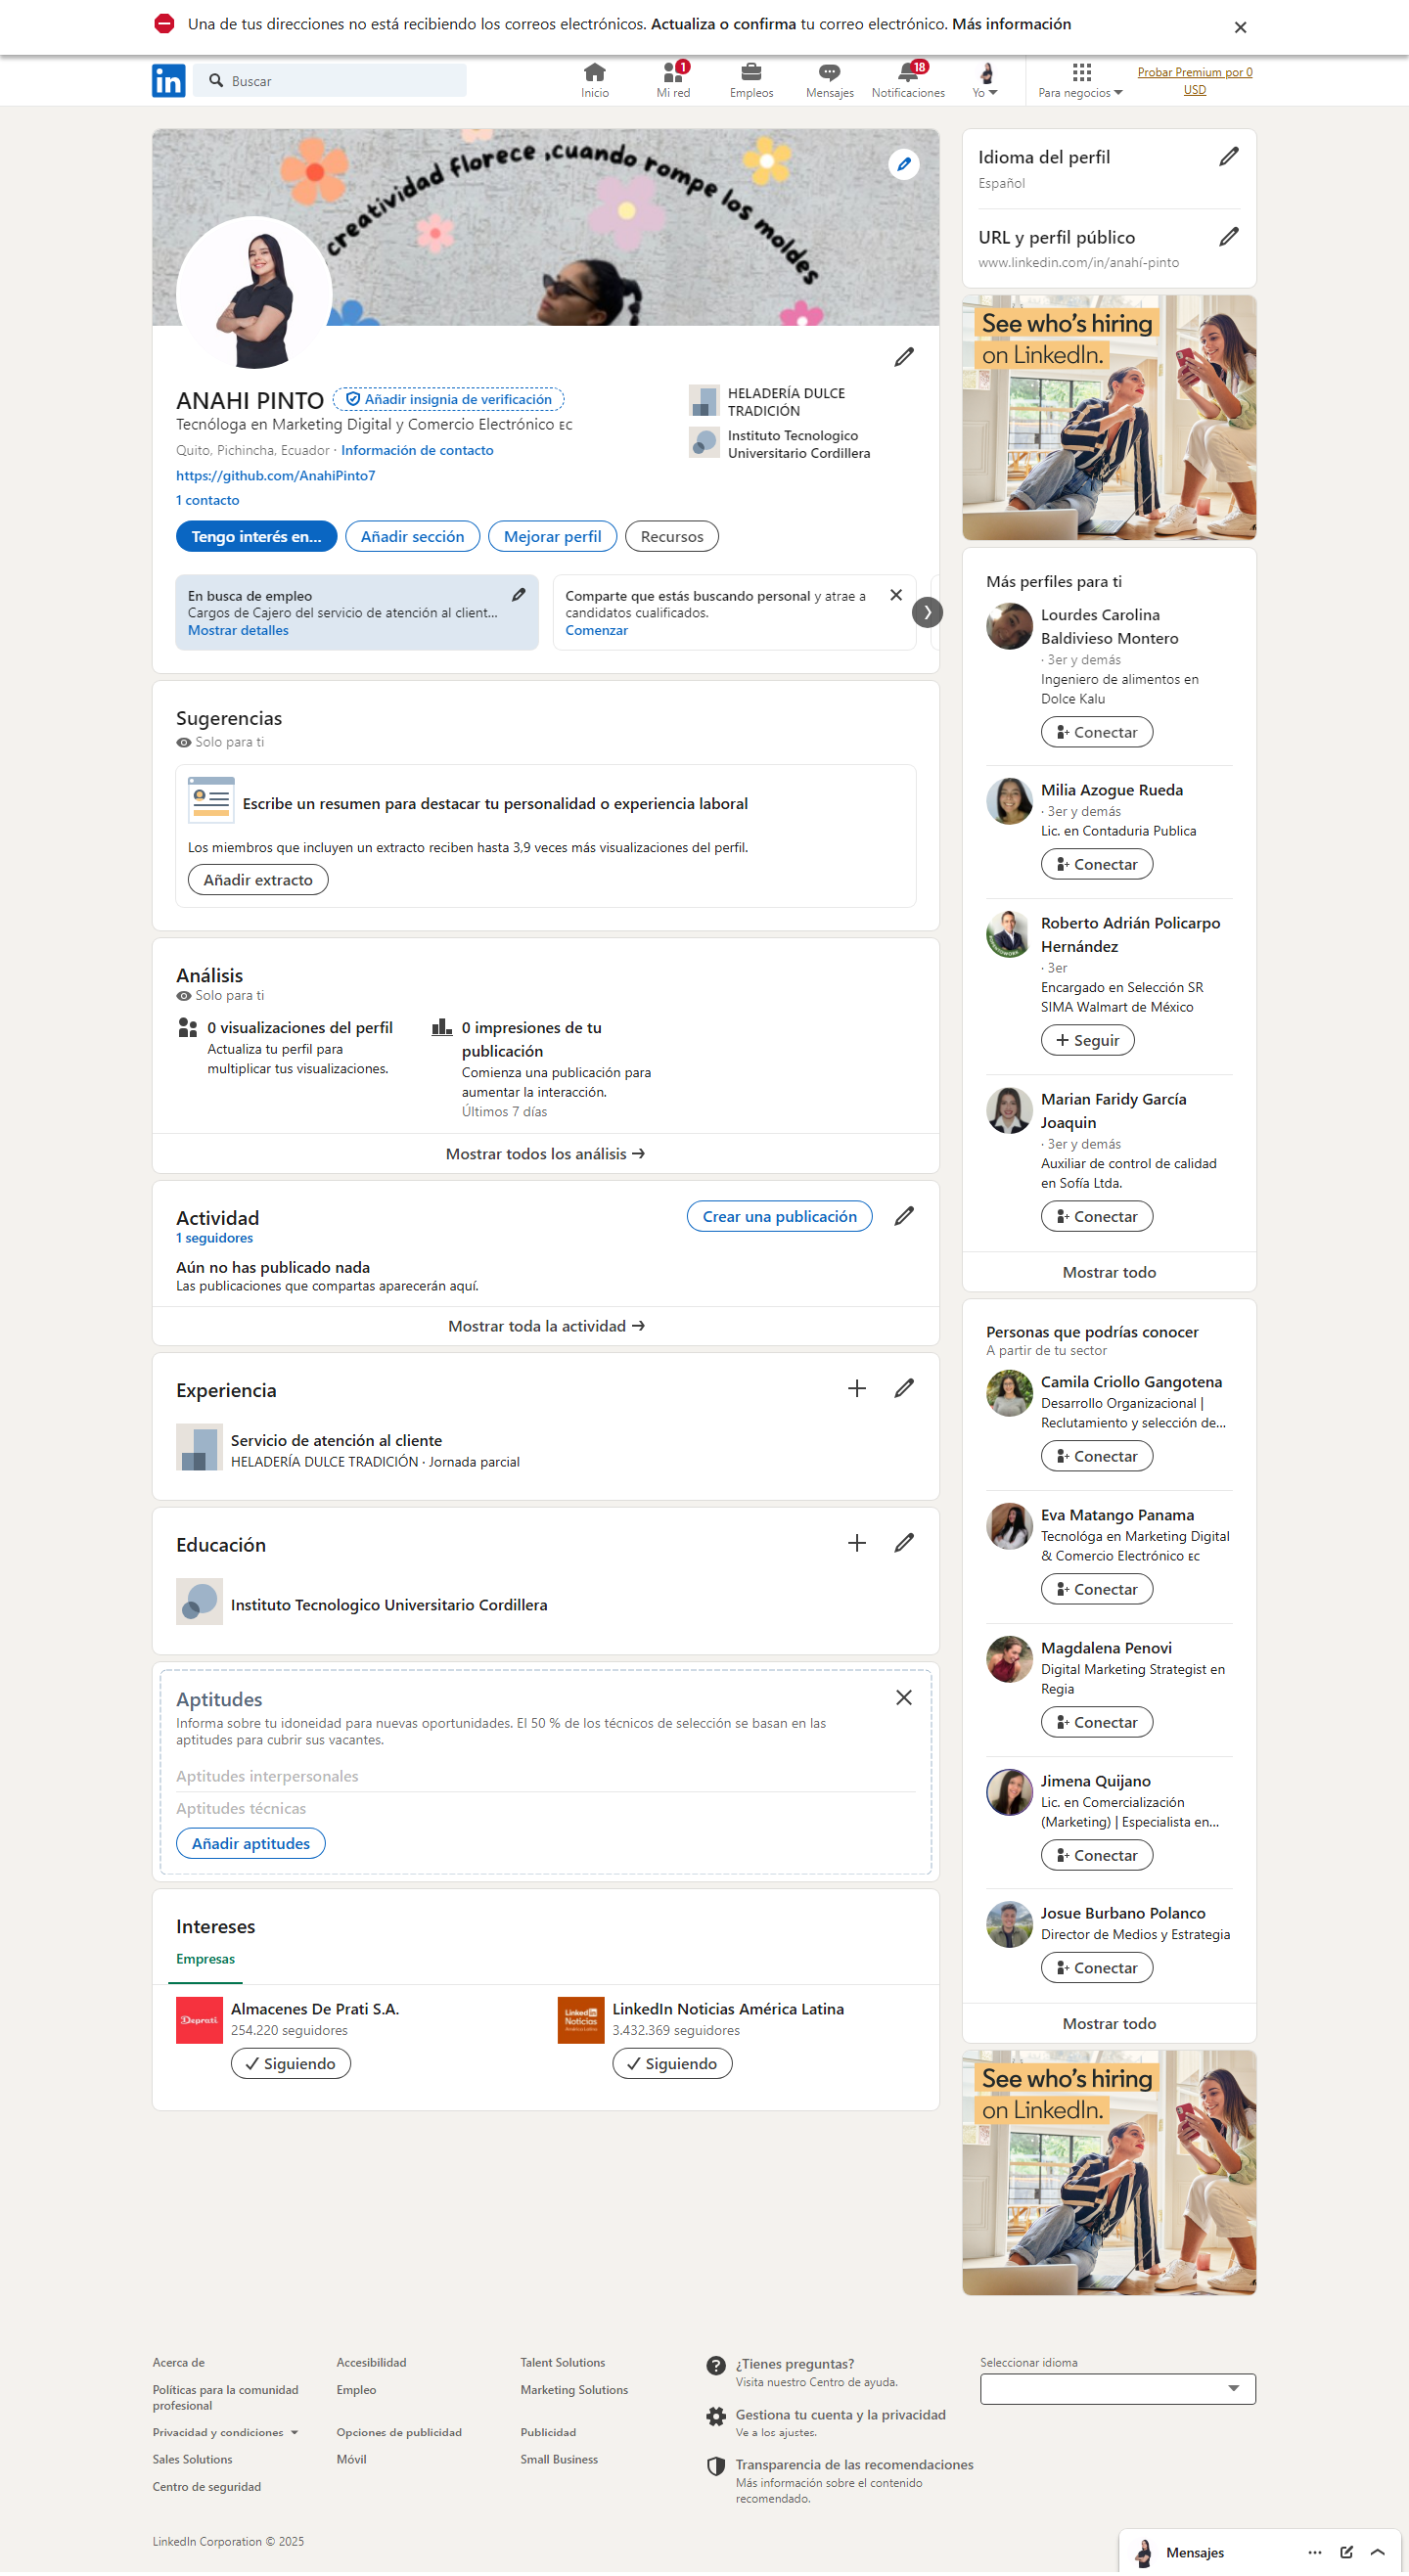 Una de tus direcciones no está recibiendo los correos electrónicos. Actualiza o confirma tu correo electrónico. Más información
in
Buscar
1
18
Inicio
Mi red
Empleos
Mensajes
Notificaciones
Yo
Para negocios
Probar Premium por 0
USD
creatividad florece ,cuando rompe los moldes
ANAHI PINTO
Añadir insignia de verificación
Tecnóloga en Marketing Digital y Comercio Electrónico EC
Quito, Pichincha, Ecuador · Información de contacto
https://github.com/AnahiPinto7
1 contacto
HELADERÍA DULCE
TRADICIÓN
Instituto Tecnologico
Universitario Cordillera
Tengo interés en...
Añadir sección
Mejorar perfil
Recursos
En busca de empleo
Cargos de Cajero del servicio de atención al client...
Mostrar detalles
Comparte que estás buscando personal y atrae a
candidatos cualificados.
Comenzar
Sugerencias
Solo para ti
Escribe un resumen para destacar tu personalidad o experiencia laboral
Los miembros que incluyen un extracto reciben hasta 3,9 veces más visualizaciones del perfil.
Añadir extracto
Análisis
Solo para ti
0 visualizaciones del perfil
Actualiza tu perfil para
multiplicar tus visualizaciones.
0 impresiones de tu
publicación
Comienza una publicación para
aumentar la interacción.
Últimos 7 días
Mostrar todos los análisis
Actividad
1 seguidores
Crear una publicación
Aún no has publicado nada
Las publicaciones que compartas aparecerán aquí.
Mostrar toda la actividad
Experiencia
Servicio de atención al cliente
HELADERÍA DULCE TRADICIÓN · Jornada parcial
Educación
Instituto Tecnologico Universitario Cordillera
Aptitudes
Informa sobre tu idoneidad para nuevas oportunidades. El 50 % de los técnicos de selección se basan en las
aptitudes para cubrir sus vacantes.
Aptitudes interpersonales
Aptitudes técnicas
Añadir aptitudes
Intereses
Empresas
Deprati
Almacenes De Prati S.A.
254.220 seguidores
Siguiendo
LinkedIn
Noticias
América Latina
LinkedIn Noticias América Latina
3.432.369 seguidores
Siguiendo
Idioma del perfil
Español
URL y perfil público
www.linkedin.com/in/anahí-pinto
See who's hiring
on LinkedIn.
Más perfiles para ti
Lourdes Carolina
Baldivieso Montero
· 3er y demás
Ingeniero de alimentos en
Dolce Kalu
Conectar
Milia Azogue Rueda
· 3er y demás
Lic. en Contaduria Publica
Conectar
Roberto Adrián Policarpo
Hernández
· 3er
Encargado en Selección SR
SIMA Walmart de México
Seguir
Marian Faridy García
Joaquin
· 3er y demás
Auxiliar de control de calidad
en Sofía Ltda.
Conectar
Mostrar todo
Personas que podrías conocer
A partir de tu sector
Camila Criollo Gangotena
Desarrollo Organizacional |
Reclutamiento y selección de...
Conectar
Eva Matango Panama
Tecnológa en Marketing Digital
& Comercio Electrónico EC
Conectar
Magdalena Penovi
Digital Marketing Strategist en
Regia
Conectar
Jimena Quijano
Lic. en Comercialización
(Marketing) | Especialista en...
Conectar
Josue Burbano Polanco
Director de Medios y Estrategia
Conectar
Mostrar todo
See who's hiring
on LinkedIn.
Acerca de
Accesibilidad
Talent Solutions
Políticas para la comunidad
profesional
Empleo
Marketing Solutions
Privacidad y condiciones
Opciones de publicidad
Publicidad
Sales Solutions
Móvil
Small Business
Centro de seguridad
¿Tienes preguntas?
Visita nuestro Centro de ayuda.
Gestiona tu cuenta y la privacidad
Ve a los ajustes.
Transparencia de las recomendaciones
Más información sobre el contenido
recomendado.
Seleccionar idioma
LinkedIn Corporation © 2025
Mensajes